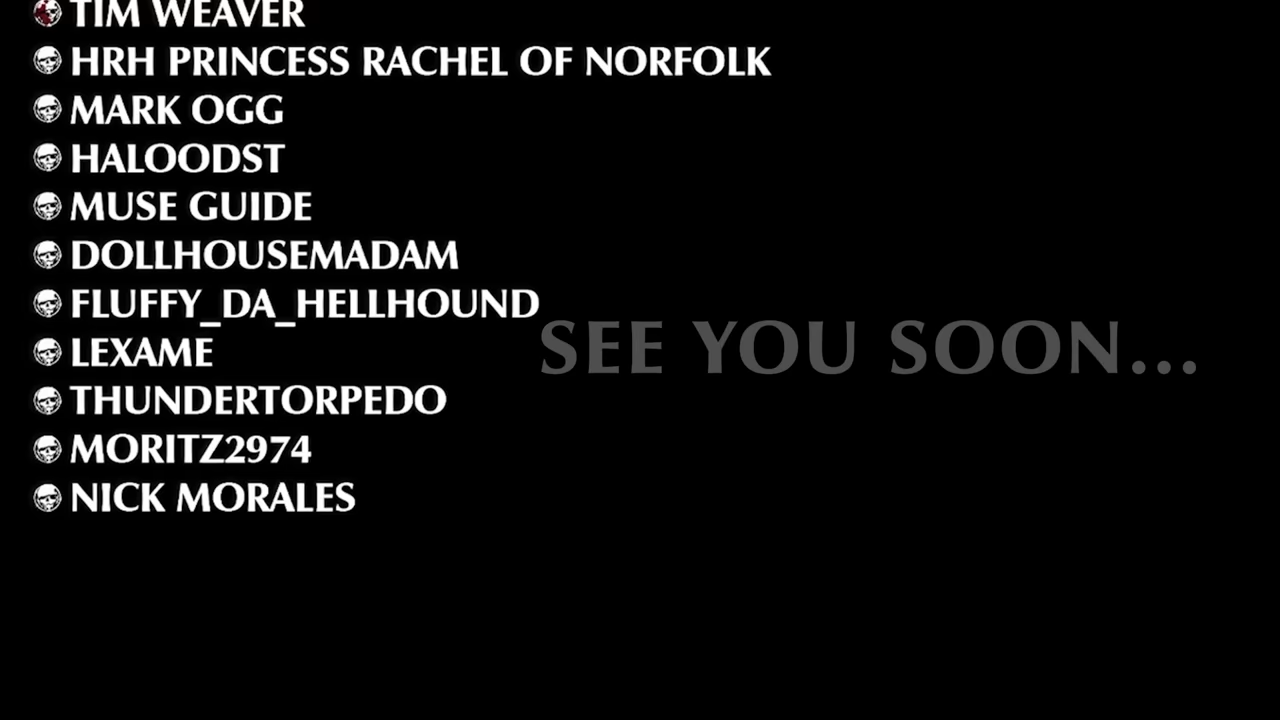 TIM WEAVER
HRH PRINCESS RACHEL OF NORFOLK
MARK OGG
HALOODST
MUSE GUIDE
DOLLHOUSEMADAM
FLUFFY_DA_HELLHOUND
LEXAME
THUNDERTORPEDO
MORITZ2974
NICK MORALES
SEE YOU SOON...